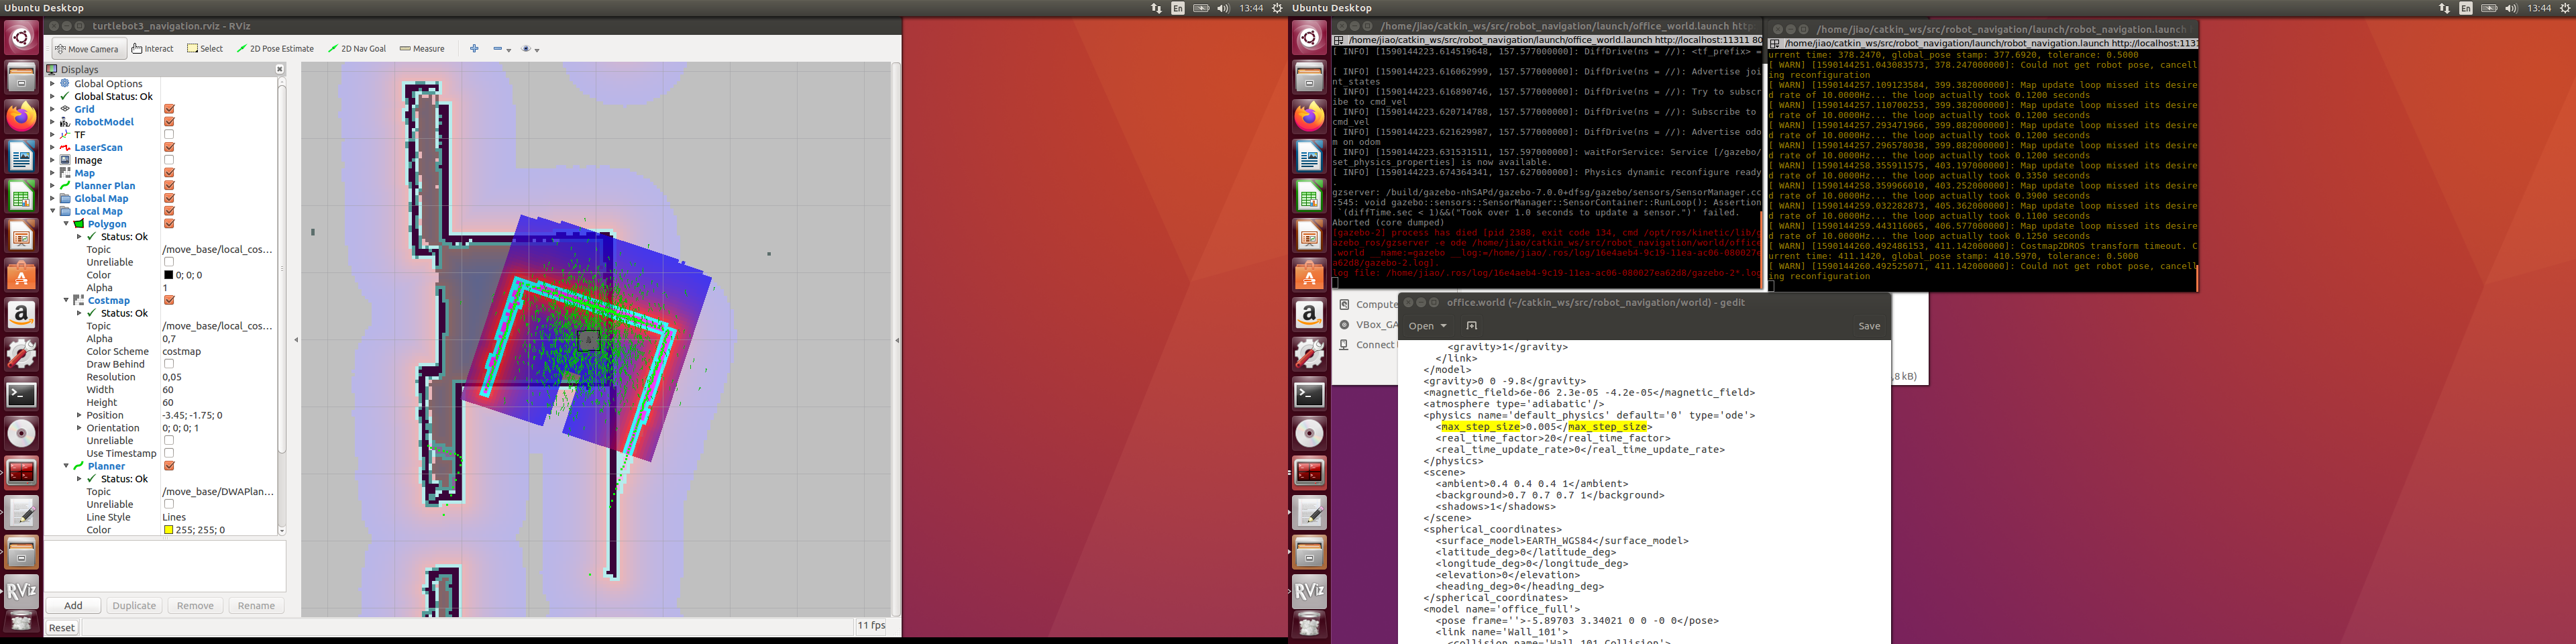 Ubuntu Desktop
En
13:44
turtlebot3_navigation.rviz - RViz
Move Camera
Interact
Select
2D Pose Estimate
2D Nav Goal
Measure
Displays
Global Options
Global Status: Ok
Grid
RobotModel
TF
LaserScan
Image
Map
Planner Plan
Global Map
Local Map
Polygon
Status: Ok
Topic /move_base/local_cos...
Unreliable
Color 0; 0; 0
Alpha 1
Costmap
Status: Ok
Topic /move_base/local_cos...
Alpha 0,7
Color Scheme costmap
Draw Behind
Resolution 0,05
Width 60
Height 60
Position -3.45; -1.75; 0
Orientation 0; 0; 0; 1
Unreliable
Use Timestamp
Planner
Status: Ok
Topic /move_base/DWAPlan...
Unreliable
Line Style Lines
Color 255; 255; 0
Add
Duplicate
Remove
Rename
Reset
11 fps
RViz
Ubuntu Desktop
En
13:44
/home/jiao/catkin_ws/src/robot_navigation/launch/office_world.launch http
/home/jiao/catkin_ws/src/robot_navigation/launch/office_world.launch http://localhost:11311 80
[ INFO] [1590144223.614519648, 157.577000000]: DiffDrive(ns = //): <tf_prefix> =
[ INFO] [1590144223.616062999, 157.577000000]: DiffDrive(ns = //): Advertise joi
nt_states
[ INFO] [1590144223.616890746, 157.577000000]: DiffDrive(ns = //): Try to subscr
ibe to cmd_vel
[ INFO] [1590144223.620714788, 157.577000000]: DiffDrive(ns = //): Subscribe to
cmd_vel
[ INFO] [1590144223.621629987, 157.577000000]: DiffDrive(ns = //): Advertise odo
m on odom
[ INFO] [1590144223.631531511, 157.597000000]: waitForService: Service [/gazebo/
set_physics_properties] is now available.
[ INFO] [1590144223.674364341, 157.627000000]: Physics dynamic reconfigure ready
.
gzserver: /build/gazebo-nhSAPd/gazebo-7.0.0+dfsg/gazebo/sensors/SensorManager.cc
:545: void gazebo::sensors::SensorManager::SensorContainer::RunLoop(): Assertion
`(diffTime.sec < 1)&&("Took over 1.0 seconds to update a sensor.")' failed.
Aborted (core dumped)
[gazebo-2] process has died [pid 2388, exit code 134, cmd /opt/ros/kinetic/lib/g
azebo_ros/gzserver -e ode /home/jiao/catkin_ws/src/robot_navigation/world/office
.world __name:=gazebo __log:=/home/jiao/.ros/log/16e4aeb4-9c19-11ea-ac06-080027e
a62d0/gazebo-2.log].
log file: /home/jiao/.ros/log/16e4aeb4-9c19-11ea-ac06-080027ea62d0/gazebo-2*.log
/home/jiao/catkin_ws/src/robot_navigation/launch/robot_navigation.launch
/home/jiao/catkin_ws/src/robot_navigation/launch/robot_navigation.launch http://localhost:1131
urrent time: 378.2470, global_pose stamp: 377.6920, tolerance: 0.5000
[ WARN] [1590144251.043083573, 378.247000000]: Could not get robot pose, cancell
ing reconfiguration
[ WARN] [1590144257.109123584, 399.382000000]: Map update loop missed its desire
d rate of 10.0000Hz... the loop actually took 0.1200 seconds
[ WARN] [1590144257.110700253, 399.382000000]: Map update loop missed its desire
d rate of 10.0000Hz... the loop actually took 0.1200 seconds
[ WARN] [1590144257.293471966, 399.882000000]: Map update loop missed its desire
d rate of 10.0000Hz... the loop actually took 0.1200 seconds
[ WARN] [1590144257.296578038, 399.882000000]: Map update loop missed its desire
d rate of 10.0000Hz... the loop actually took 0.1200 seconds
[ WARN] [1590144258.355911575, 403.197000000]: Map update loop missed its desire
d rate of 10.0000Hz... the loop actually took 0.3350 seconds
[ WARN] [1590144258.359966010, 403.252000000]: Map update loop missed its desire
d rate of 10.0000Hz... the loop actually took 0.3900 seconds
[ WARN] [1590144259.032282873, 405.362000000]: Map update loop missed its desire
d rate of 10.0000Hz... the loop actually took 0.1100 seconds
[ WARN] [1590144259.443116065, 406.577000000]: Map update loop missed its desire
d rate of 10.0000Hz... the loop actually took 0.1250 seconds
[ WARN] [1590144260.492486153, 411.142000000]: Costmap2DROS transform timeout. C
urrent time: 411.1420, global_pose stamp: 410.5970, tolerance: 0.5000
[ WARN] [1590144260.492525071, 411.142000000]: Could not get robot pose, cancell
ing reconfiguration
Compute
VBox_GA
Connect
,8 kB)
office.world (~/catkin_ws/src/robot_navigation/world) - gedit
Open
Save
<gravity>1</gravity>
</link>
</model>
<gravity>0 0 -9.8</gravity>
<magnetic_field>6e-06 2.3e-05 -4.2e-05</magnetic_field>
<atmosphere type='adiabatic'/>
<physics name='default_physics' default='0' type='ode'>
<max_step_size>0.005</max_step_size>
<real_time_factor>20</real_time_factor>
<real_time_update_rate>0</real_time_update_rate>
</physics>
<scene>
<ambient>0.4 0.4 0.4 1</ambient>
<background>0.7 0.7 0.7 1</background>
<shadows>1</shadows>
</scene>
<spherical_coordinates>
<surface_model>EARTH_WGS84</surface_model>
<latitude_deg>0</latitude_deg>
<longitude_deg>0</longitude_deg>
<elevation>0</elevation>
<heading_deg>0</heading_deg>
</spherical_coordinates>
<model name='office_full'>
<pose frame=''>-5.89703 3.34021 0 0 -0 0</pose>
<link name='Wall_101'>
<collision name='Wall_101_Collision'>
RViz